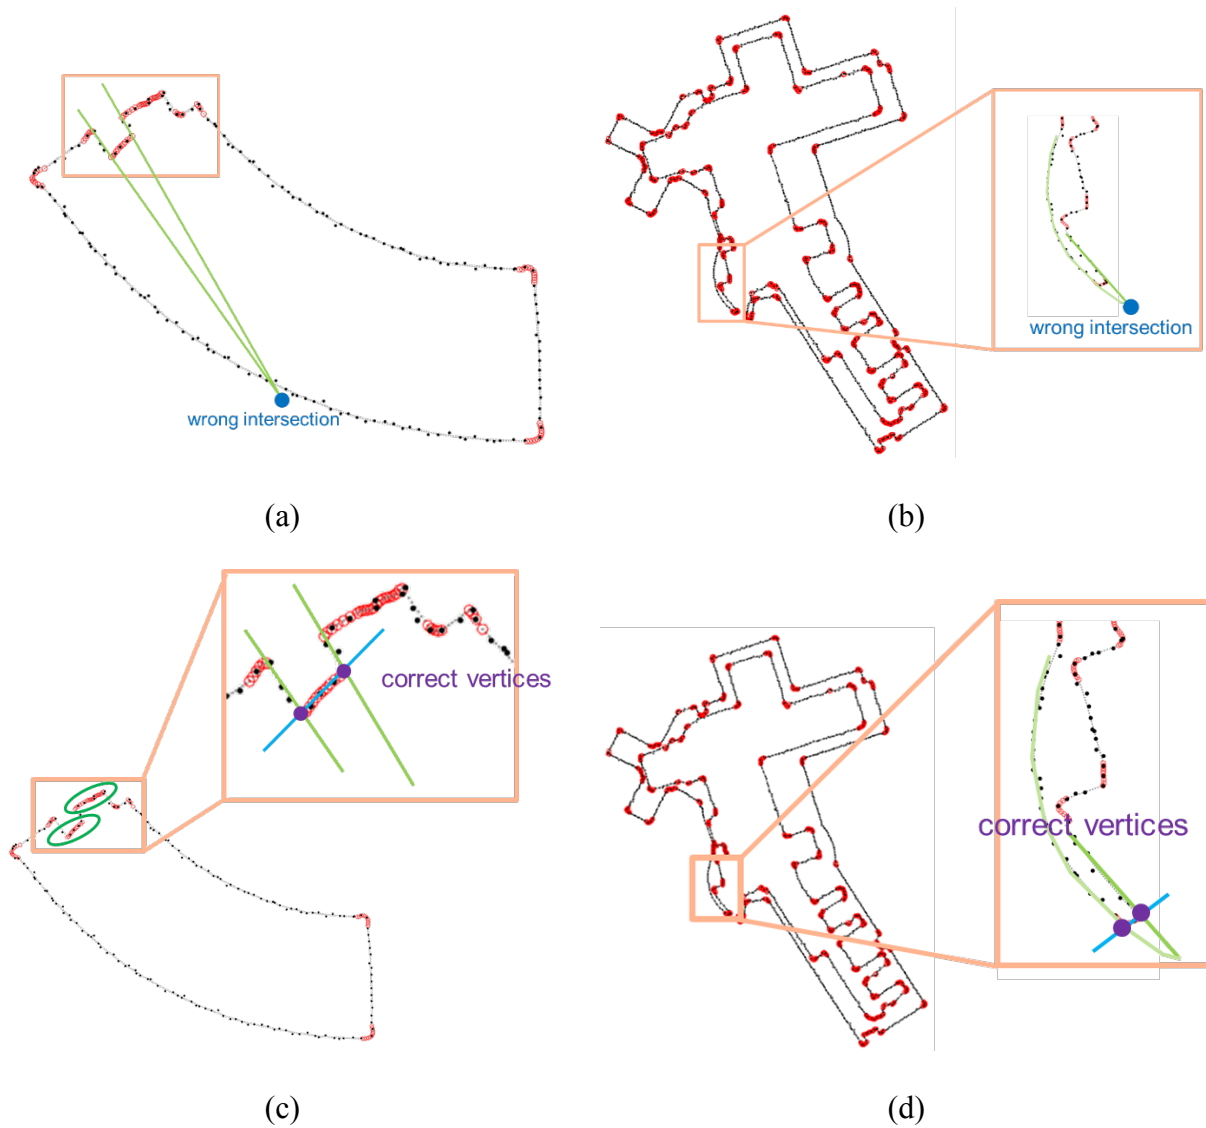 wrong intersection
wrong intersection
(a)
(b)
correct vertices
correct vertices
(c)
(d)